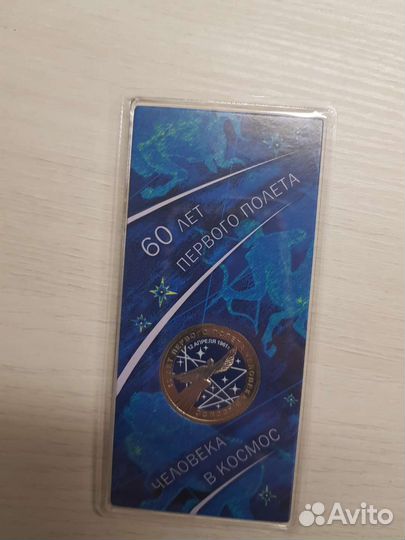 60 ЛЕТ
ПЕРВОГО ПОЛЕТА
12 АПРЕЛЯ 1961
ЧЕЛОВЕКА
В КОСМОС
Avito